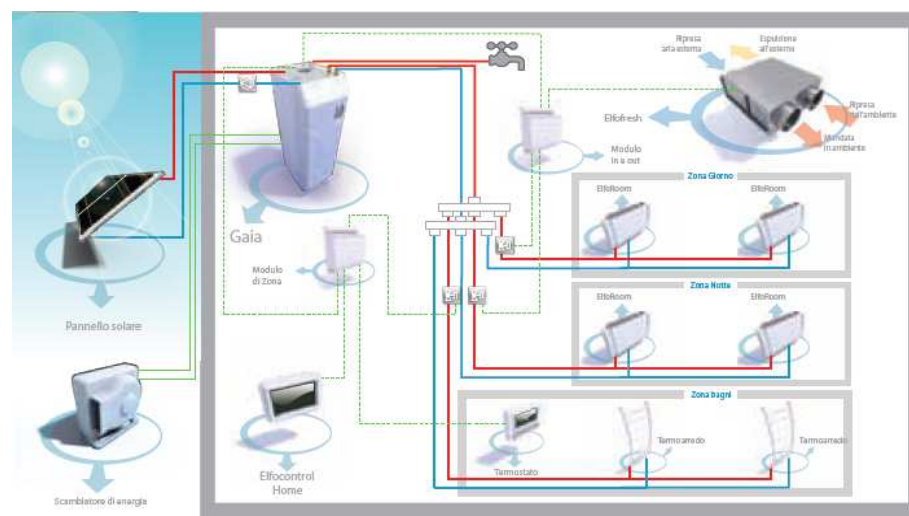 Ripresa
aria esterna
Espulsione
all'esterno
Elfofresh
Ripresa
dall'ambiente
Mandata
in ambiente
Modulo
in e out
Gaia
Modulo
di Zona
Pannello solare
Scambiatore di energia
Elfocontrol
Home
Zona Giorno
ElfoRoom
ElfoRoom
Zona Notte
ElfoRoom
ElfoRoom
Zona bagni
Termostato
Termoarredo
Termoarredo